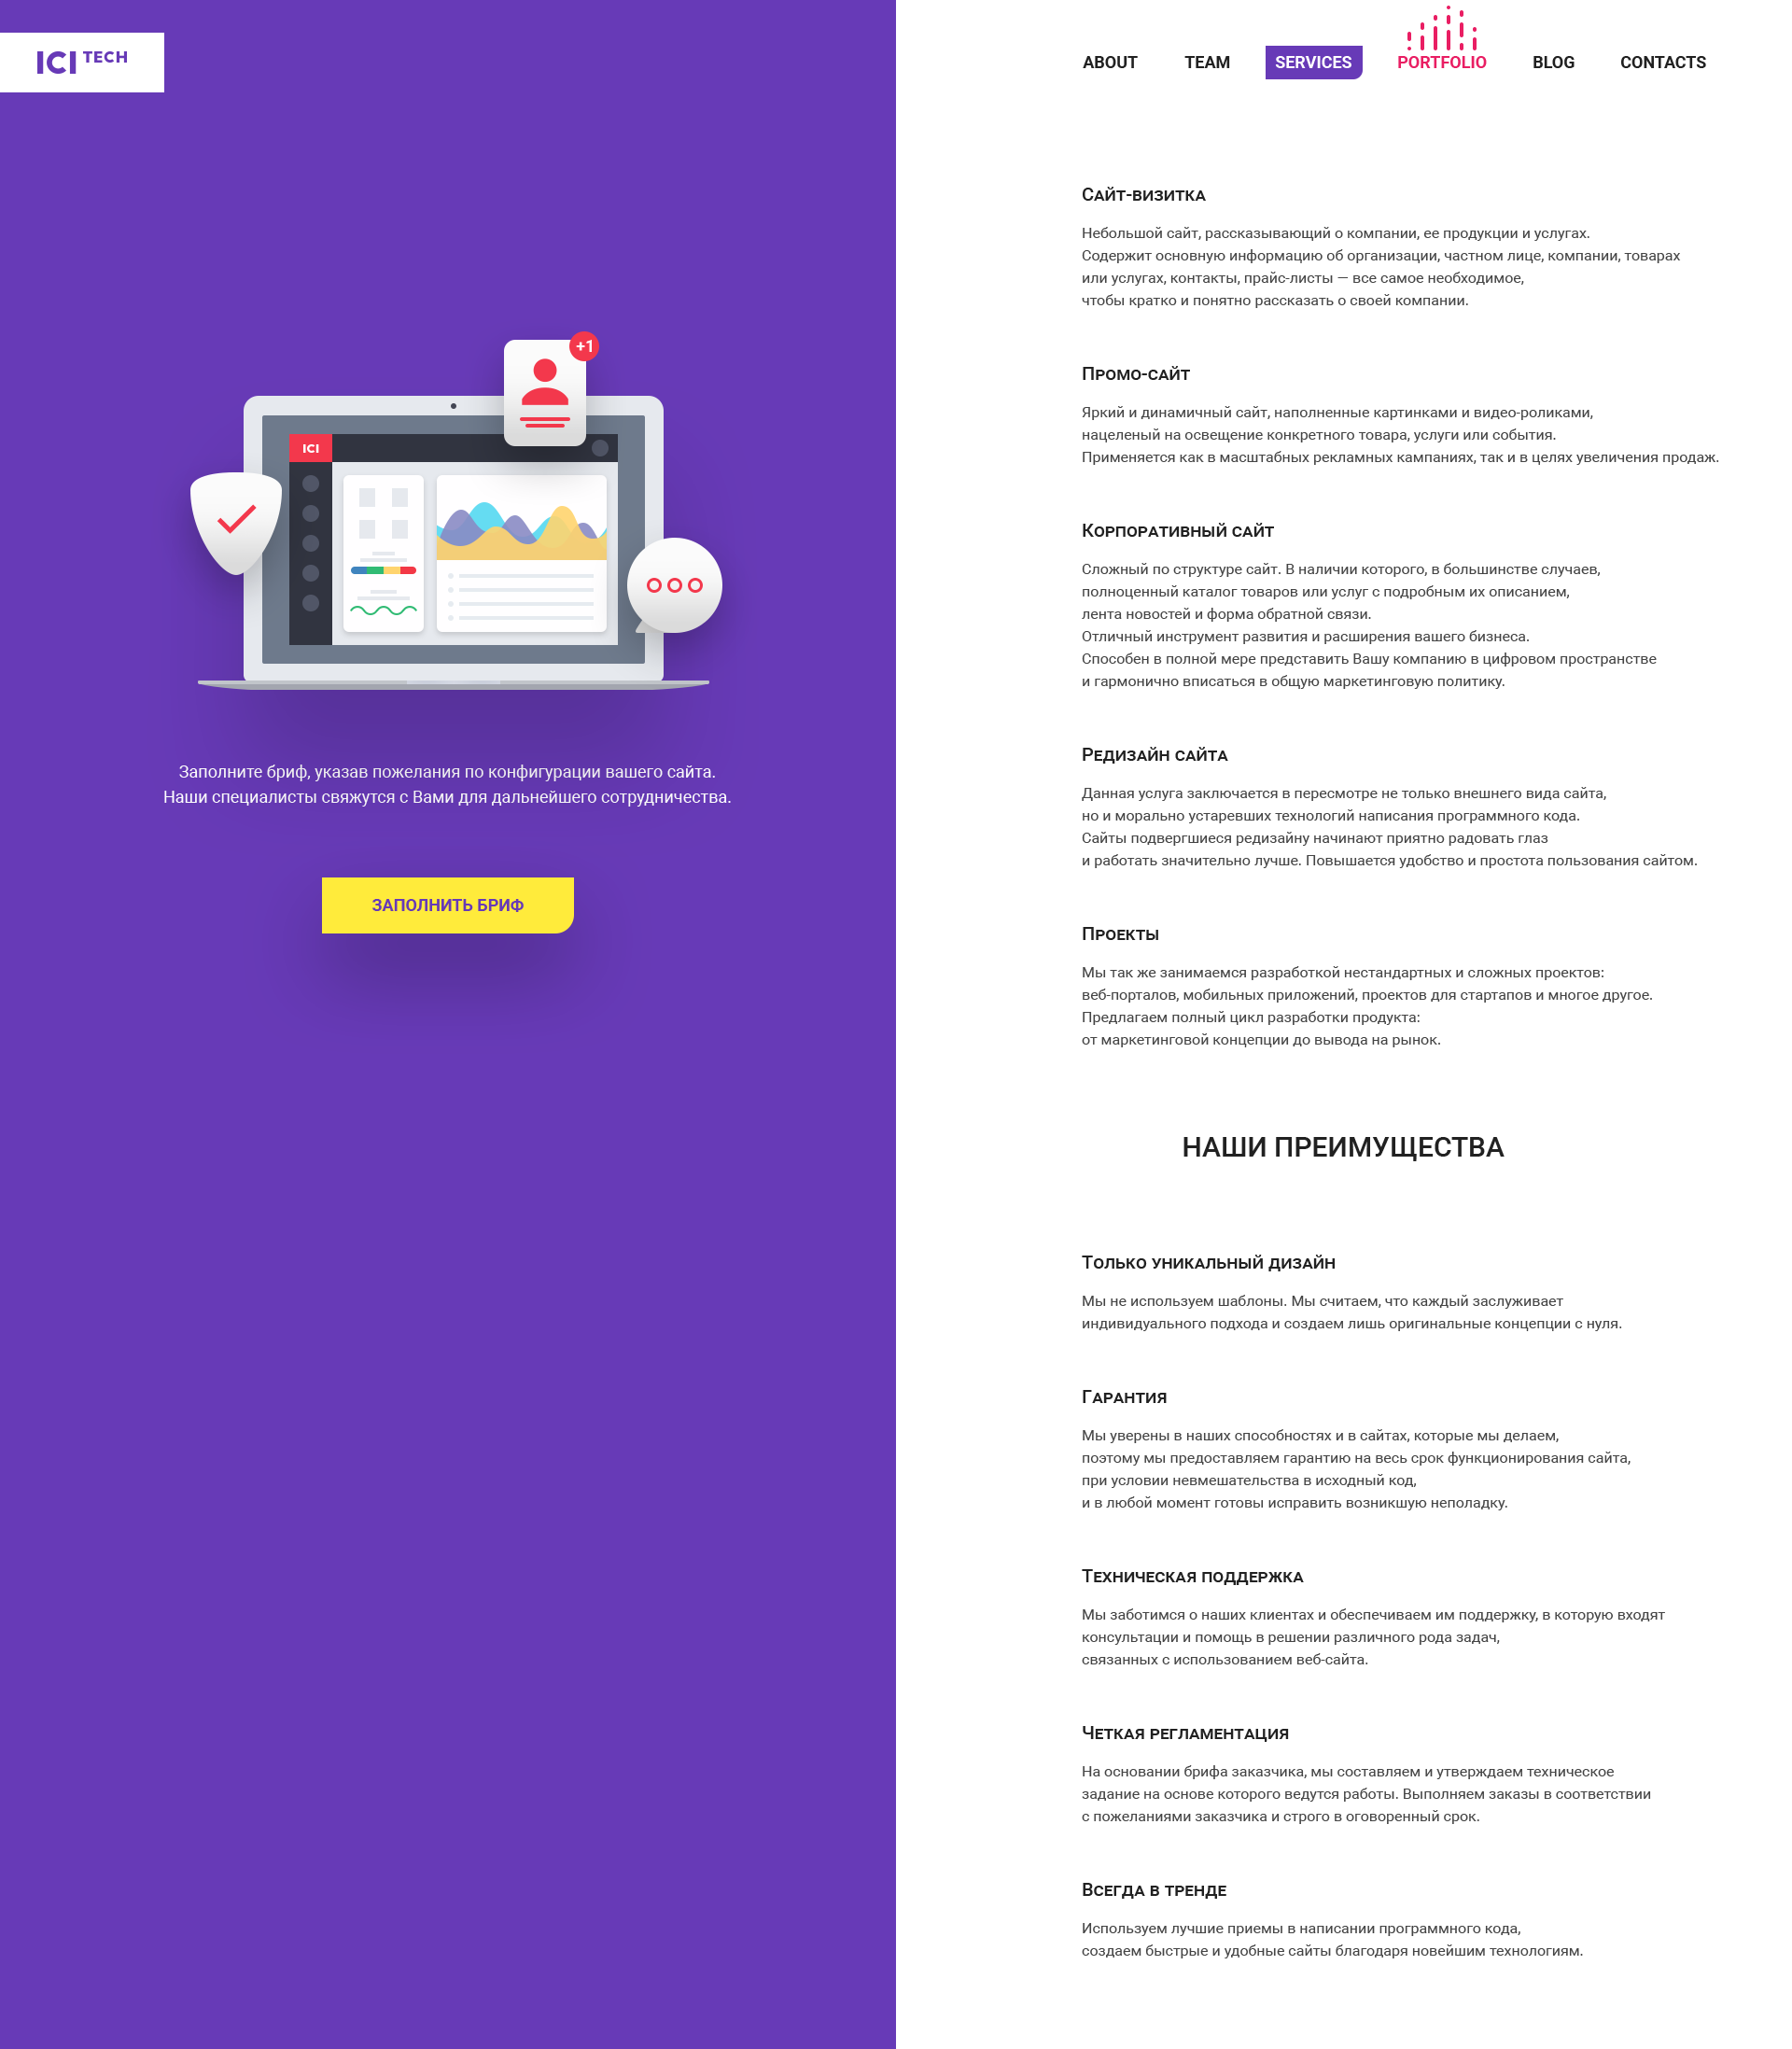 ICI TECH
ABOUT TEAM SERVICES PORTFOLIO BLOG CONTACTS
+1
ICI
Заполните бриф, указав пожелания по конфигурации вашего сайта.
Наши специалисты свяжутся с Вами для дальнейшего сотрудничества.
ЗАПОЛНИТЬ БРИФ
Сайт-визитка
Небольшой сайт, рассказывающий о компании, ее продукции и услугах.
Содержит основную информацию об организации, частном лице, компании, товарах
или услугах, контакты, прайс-листы — все самое необходимое,
чтобы кратко и понятно рассказать о своей компании.
Промо-сайт
Яркий и динамичный сайт, наполненные картинками и видео-роликами,
нацеленый на освещение конкретного товара, услуги или события.
Применяется как в масштабных рекламных кампаниях, так и в целях увеличения продаж.
Корпоративный сайт
Сложный по структуре сайт. В наличии которого, в большинстве случаев,
полноценный каталог товаров или услуг с подробным их описанием,
лента новостей и форма обратной связи.
Отличный инструмент развития и расширения вашего бизнеса.
Способен в полной мере представить Вашу компанию в цифровом пространстве
и гармонично вписаться в общую маркетинговую политику.
Редизайн сайта
Данная услуга заключается в пересмотре не только внешнего вида сайта,
но и морально устаревших технологий написания программного кода.
Сайты подвергшиеся редизайну начинают приятно радовать глаз
и работать значительно лучше. Повышается удобство и простота пользования сайтом.
Проекты
Мы так же занимаемся разработкой нестандартных и сложных проектов:
веб-порталов, мобильных приложений, проектов для стартапов и многое другое.
Предлагаем полный цикл разработки продукта:
от маркетинговой концепции до вывода на рынок.
НАШИ ПРЕИМУЩЕСТВА
Только уникальный дизайн
Мы не используем шаблоны. Мы считаем, что каждый заслуживает
индивидуального подхода и создаем лишь оригинальные концепции с нуля.
Гарантия
Мы уверены в наших способностях и в сайтах, которые мы делаем,
поэтому мы предоставляем гарантию на весь срок функционирования сайта,
при условии невмешательства в исходный код,
и в любой момент готовы исправить возникшую неполадку.
Техническая поддержка
Мы заботимся о наших клиентах и обеспечиваем им поддержку, в которую входят
консультации и помощь в решении различного рода задач,
связанных с использованием веб-сайта.
Четкая регламентация
На основании брифа заказчика, мы составляем и утверждаем техническое
задание на основе которого ведутся работы. Выполняем заказы в соответствии
с пожеланиями заказчика и строго в оговоренный срок.
Всегда в тренде
Используем лучшие приемы в написании программного кода,
создаем быстрые и удобные сайты благодаря новейшим технологиям.